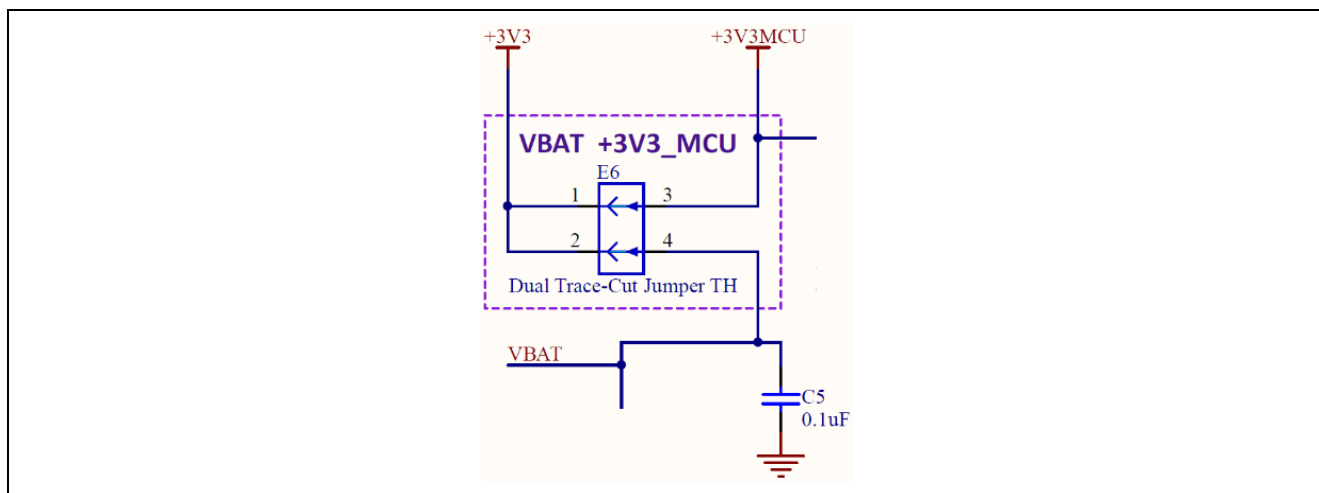 +3V3 +3V3MCU
VBAT +3V3_MCU
E6
1 3
2 4
Dual Trace-Cut Jumper TH
VBAT
C5
0.1uF